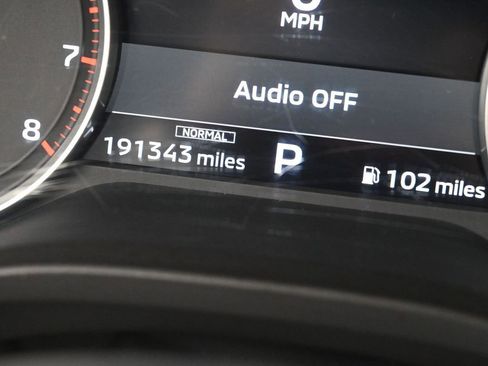 MPH
7
Audio OFF
8
NORMAL
191343 miles
P
102 miles